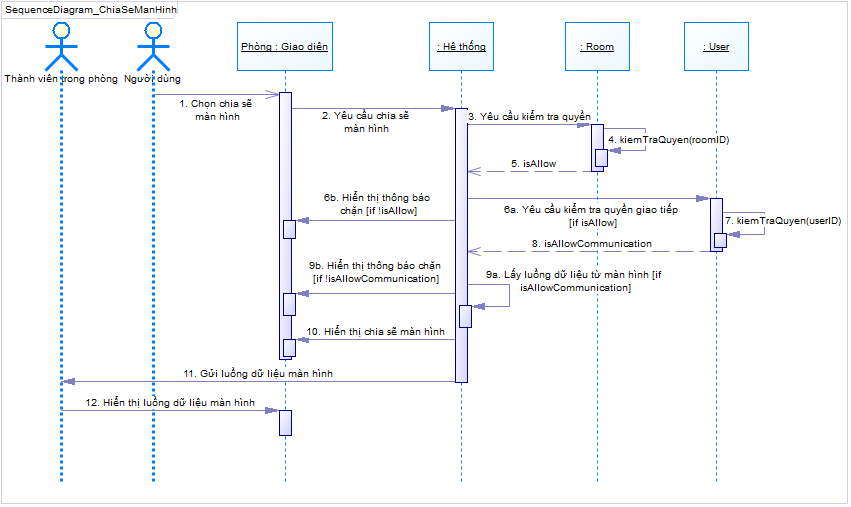 SequenceDiagram_ChiaSeManHinh
Thành viên trong phòng
Người dùng
Phòng : Giao diện
: Hệ thống
: Room
: User
1. Chọn chia sẽ
màn hình
2. Yêu cầu chia sẽ
màn hình
3. Yêu cầu kiểm tra quyền
4. kiemTraQuyen(roomID)
5. isAllow
6b. Hiển thị thông báo
chặn [if !isAllow]
6a. Yêu cầu kiểm tra quyền giao tiếp
[if isAllow]
7. kiemTraQuyen(userID)
8. isAllowCommunication
9b. Hiển thị thông báo chặn
[if !isAllowCommunication]
9a. Lấy luồng dữ liệu từ màn hình [if
isAllowCommunication]
10. Hiển thị chia sẽ màn hình
11. Gửi luồng dữ liệu màn hình
12. Hiển thị luồng dữ liệu màn hình